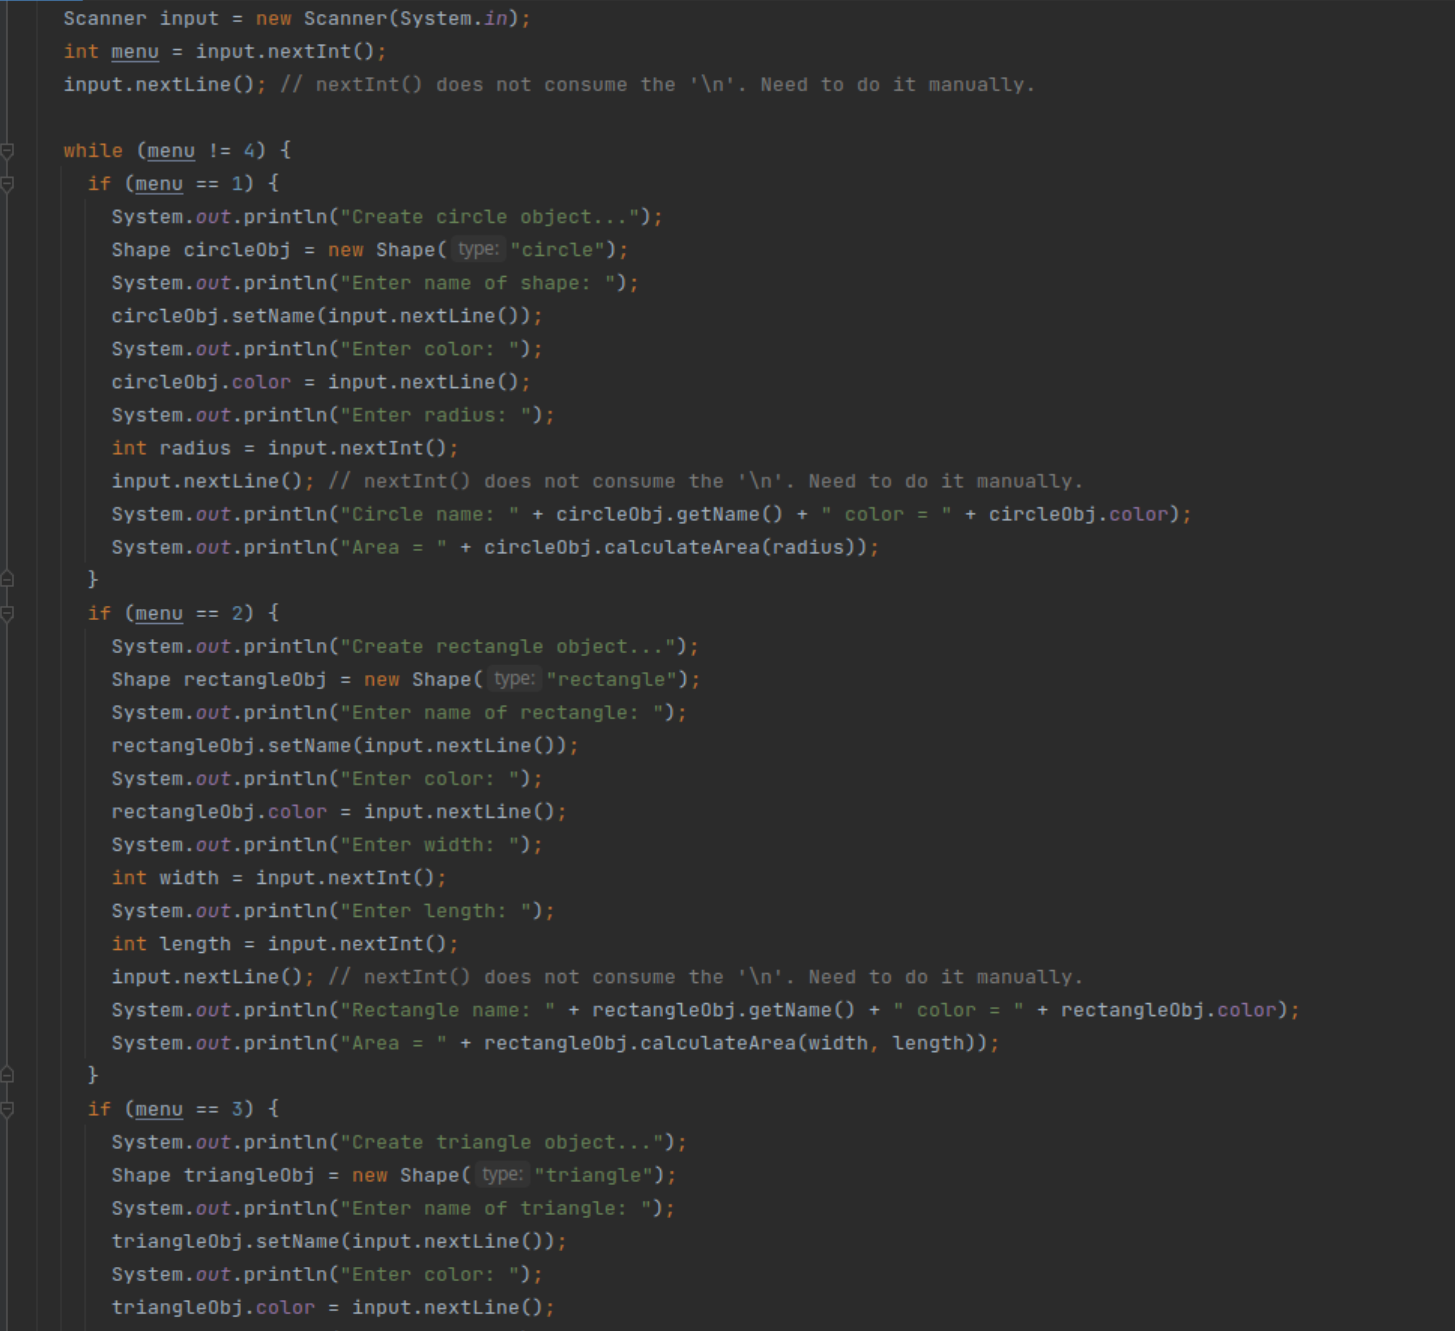 Scanner input = new Scanner(System.in);
int menu = input.nextInt();
input.nextLine(); // nextInt() does not consume the '\n'. Need to do it manually.
while (menu != 4) {
if (menu == 1) {
System.out.println("Create circle object...");
Shape circleObj = new Shape( type: "circle");
System.out.println("Enter name of shape: ");
circleObj.setName(input.nextLine());
System.out.println("Enter color: ");
circleObj.color = input.nextLine();
System.out.println("Enter radius: ");
int radius = input.nextInt();
input.nextLine(); // nextInt() does not consume the '\n'. Need to do it manually.
System.out.println("Circle name: " + circleObj.getName() + " color = " + circleObj.color);
System.out.println("Area = " + circleObj.calculateArea(radius));
}
if (menu == 2) {
System.out.println("Create rectangle object...");
Shape rectangleObj = new Shape( type: "rectangle");
System.out.println("Enter name of rectangle: ");
rectangleObj.setName(input.nextLine());
System.out.println("Enter color: ");
rectangleObj.color = input.nextLine();
System.out.println("Enter width: ");
int width = input.nextInt();
System.out.println("Enter length: ");
int length = input.nextInt();
input.nextLine(); // nextInt() does not consume the '\n'. Need to do it manually.
System.out.println("Rectangle name: " + rectangleObj.getName() + " color = " + rectangleObj.color);
System.out.println("Area = " + rectangleObj.calculateArea(width, length));
}
if (menu == 3) {
System.out.println("Create triangle object...");
Shape triangleObj = new Shape( type: "triangle");
System.out.println("Enter name of triangle: ");
triangleObj.setName(input.nextLine());
System.out.println("Enter color: ");
triangleObj.color = input.nextLine();